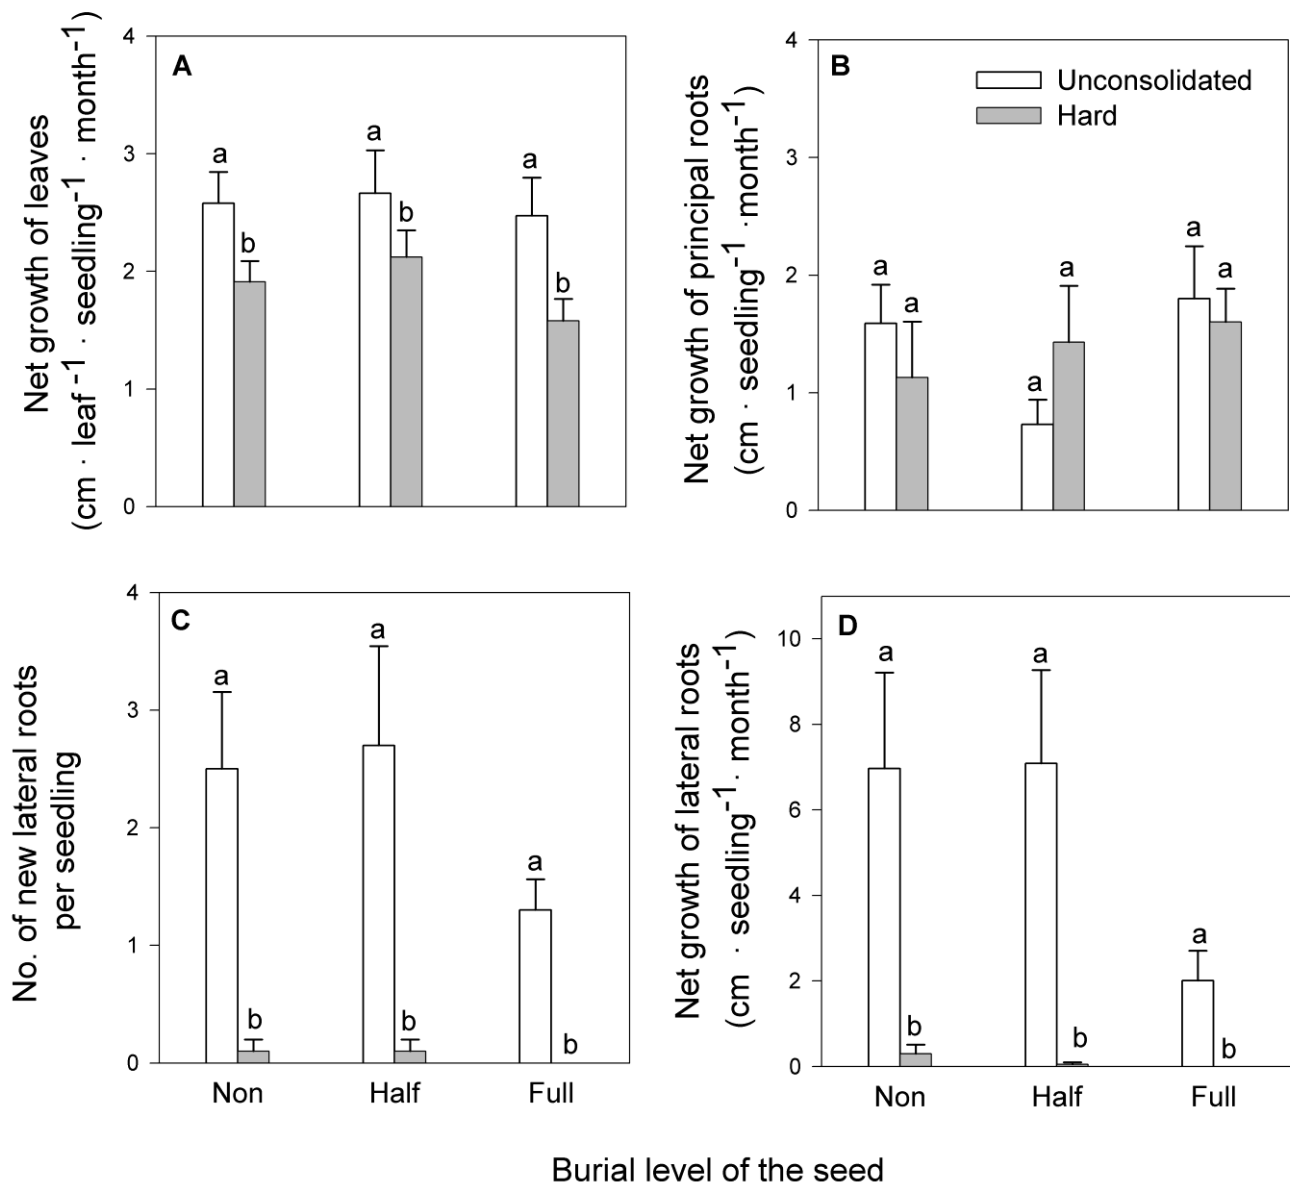 A
Net growth of leaves
(cm · leaf⁻¹ · seedling⁻¹ · month⁻¹)
4
3
2
1
0
a
b
a
b
a
b
B
Unconsolidated
Hard
Net growth of principal roots
(cm · seedling⁻¹ ·month⁻¹)
4
3
2
1
0
a
a
a
a
a
a
C
No. of new lateral roots
per seedling
4
3
2
1
0
a
b
a
b
a
b
Non Half Full
D
Net growth of lateral roots
(cm · seedling⁻¹· month⁻¹)
10
8
6
4
2
0
a
b
a
b
a
b
Non Half Full
Burial level of the seed